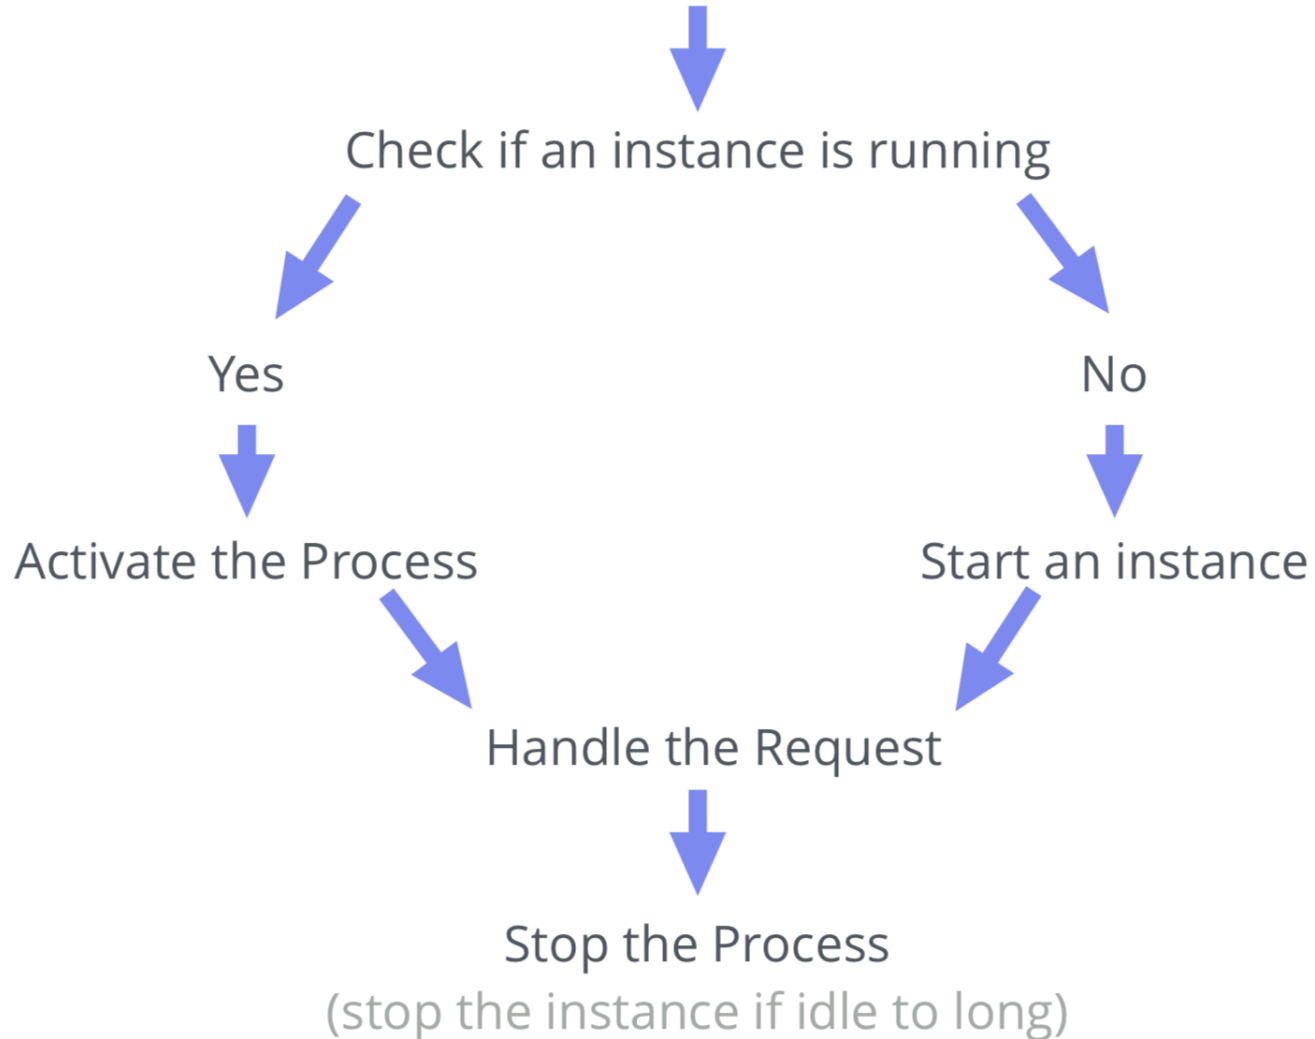 Check if an instance is running
Yes
No
Activate the Process
Start an instance
Handle the Request
Stop the Process
(stop the instance if idle to long)